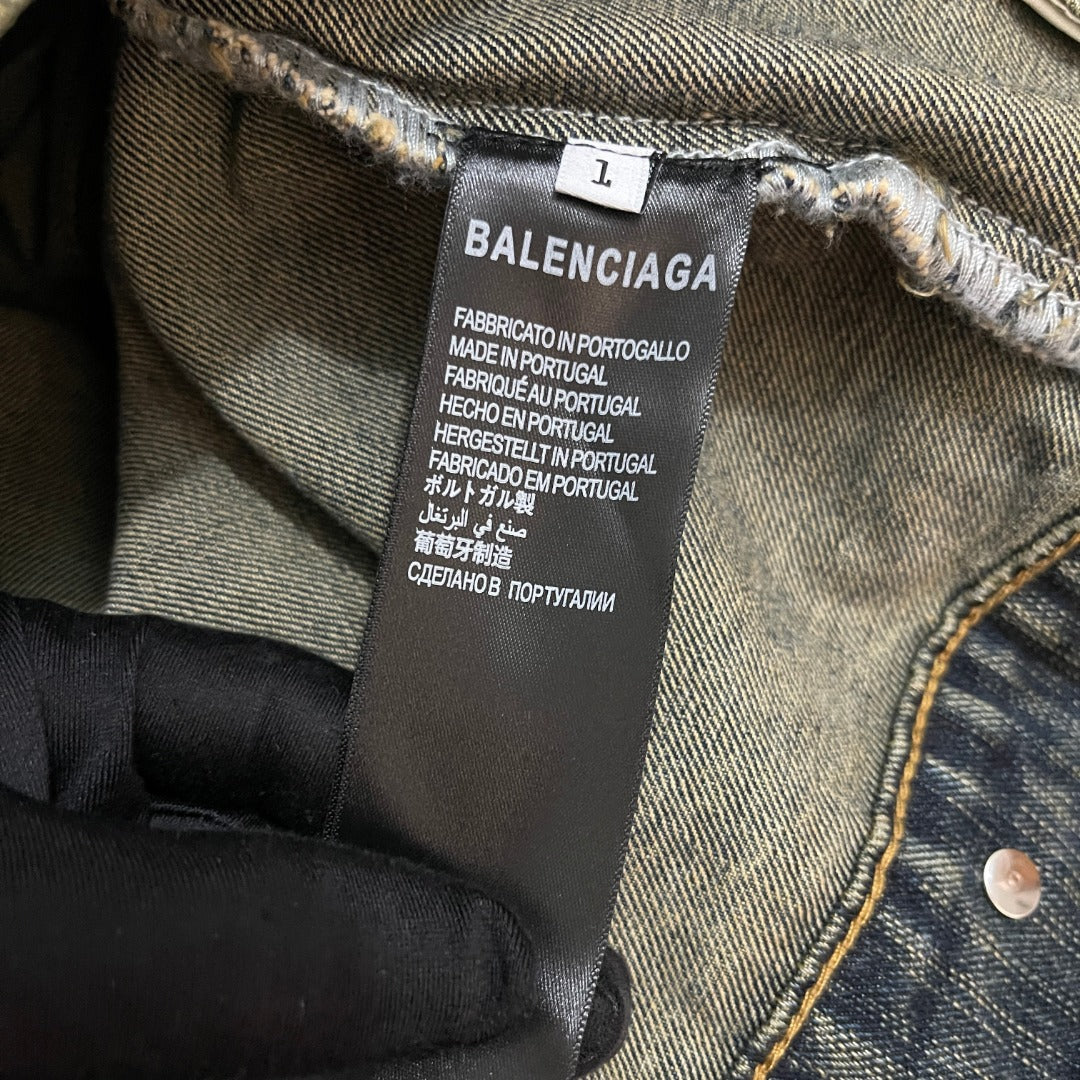 1
BALENCIAGA
FABBRICATO IN PORTOGALLO
MADE IN PORTUGAL
FABRIQUÉ AU PORTUGAL
HECHO EN PORTUGAL
HERGESTELLT IN PORTUGAL
FABRICADO EM PORTUGAL
ボルトガル製
صنع في البرتغال
葡萄牙制造
СДЕЛАНО В ПОРТУГАЛИИ